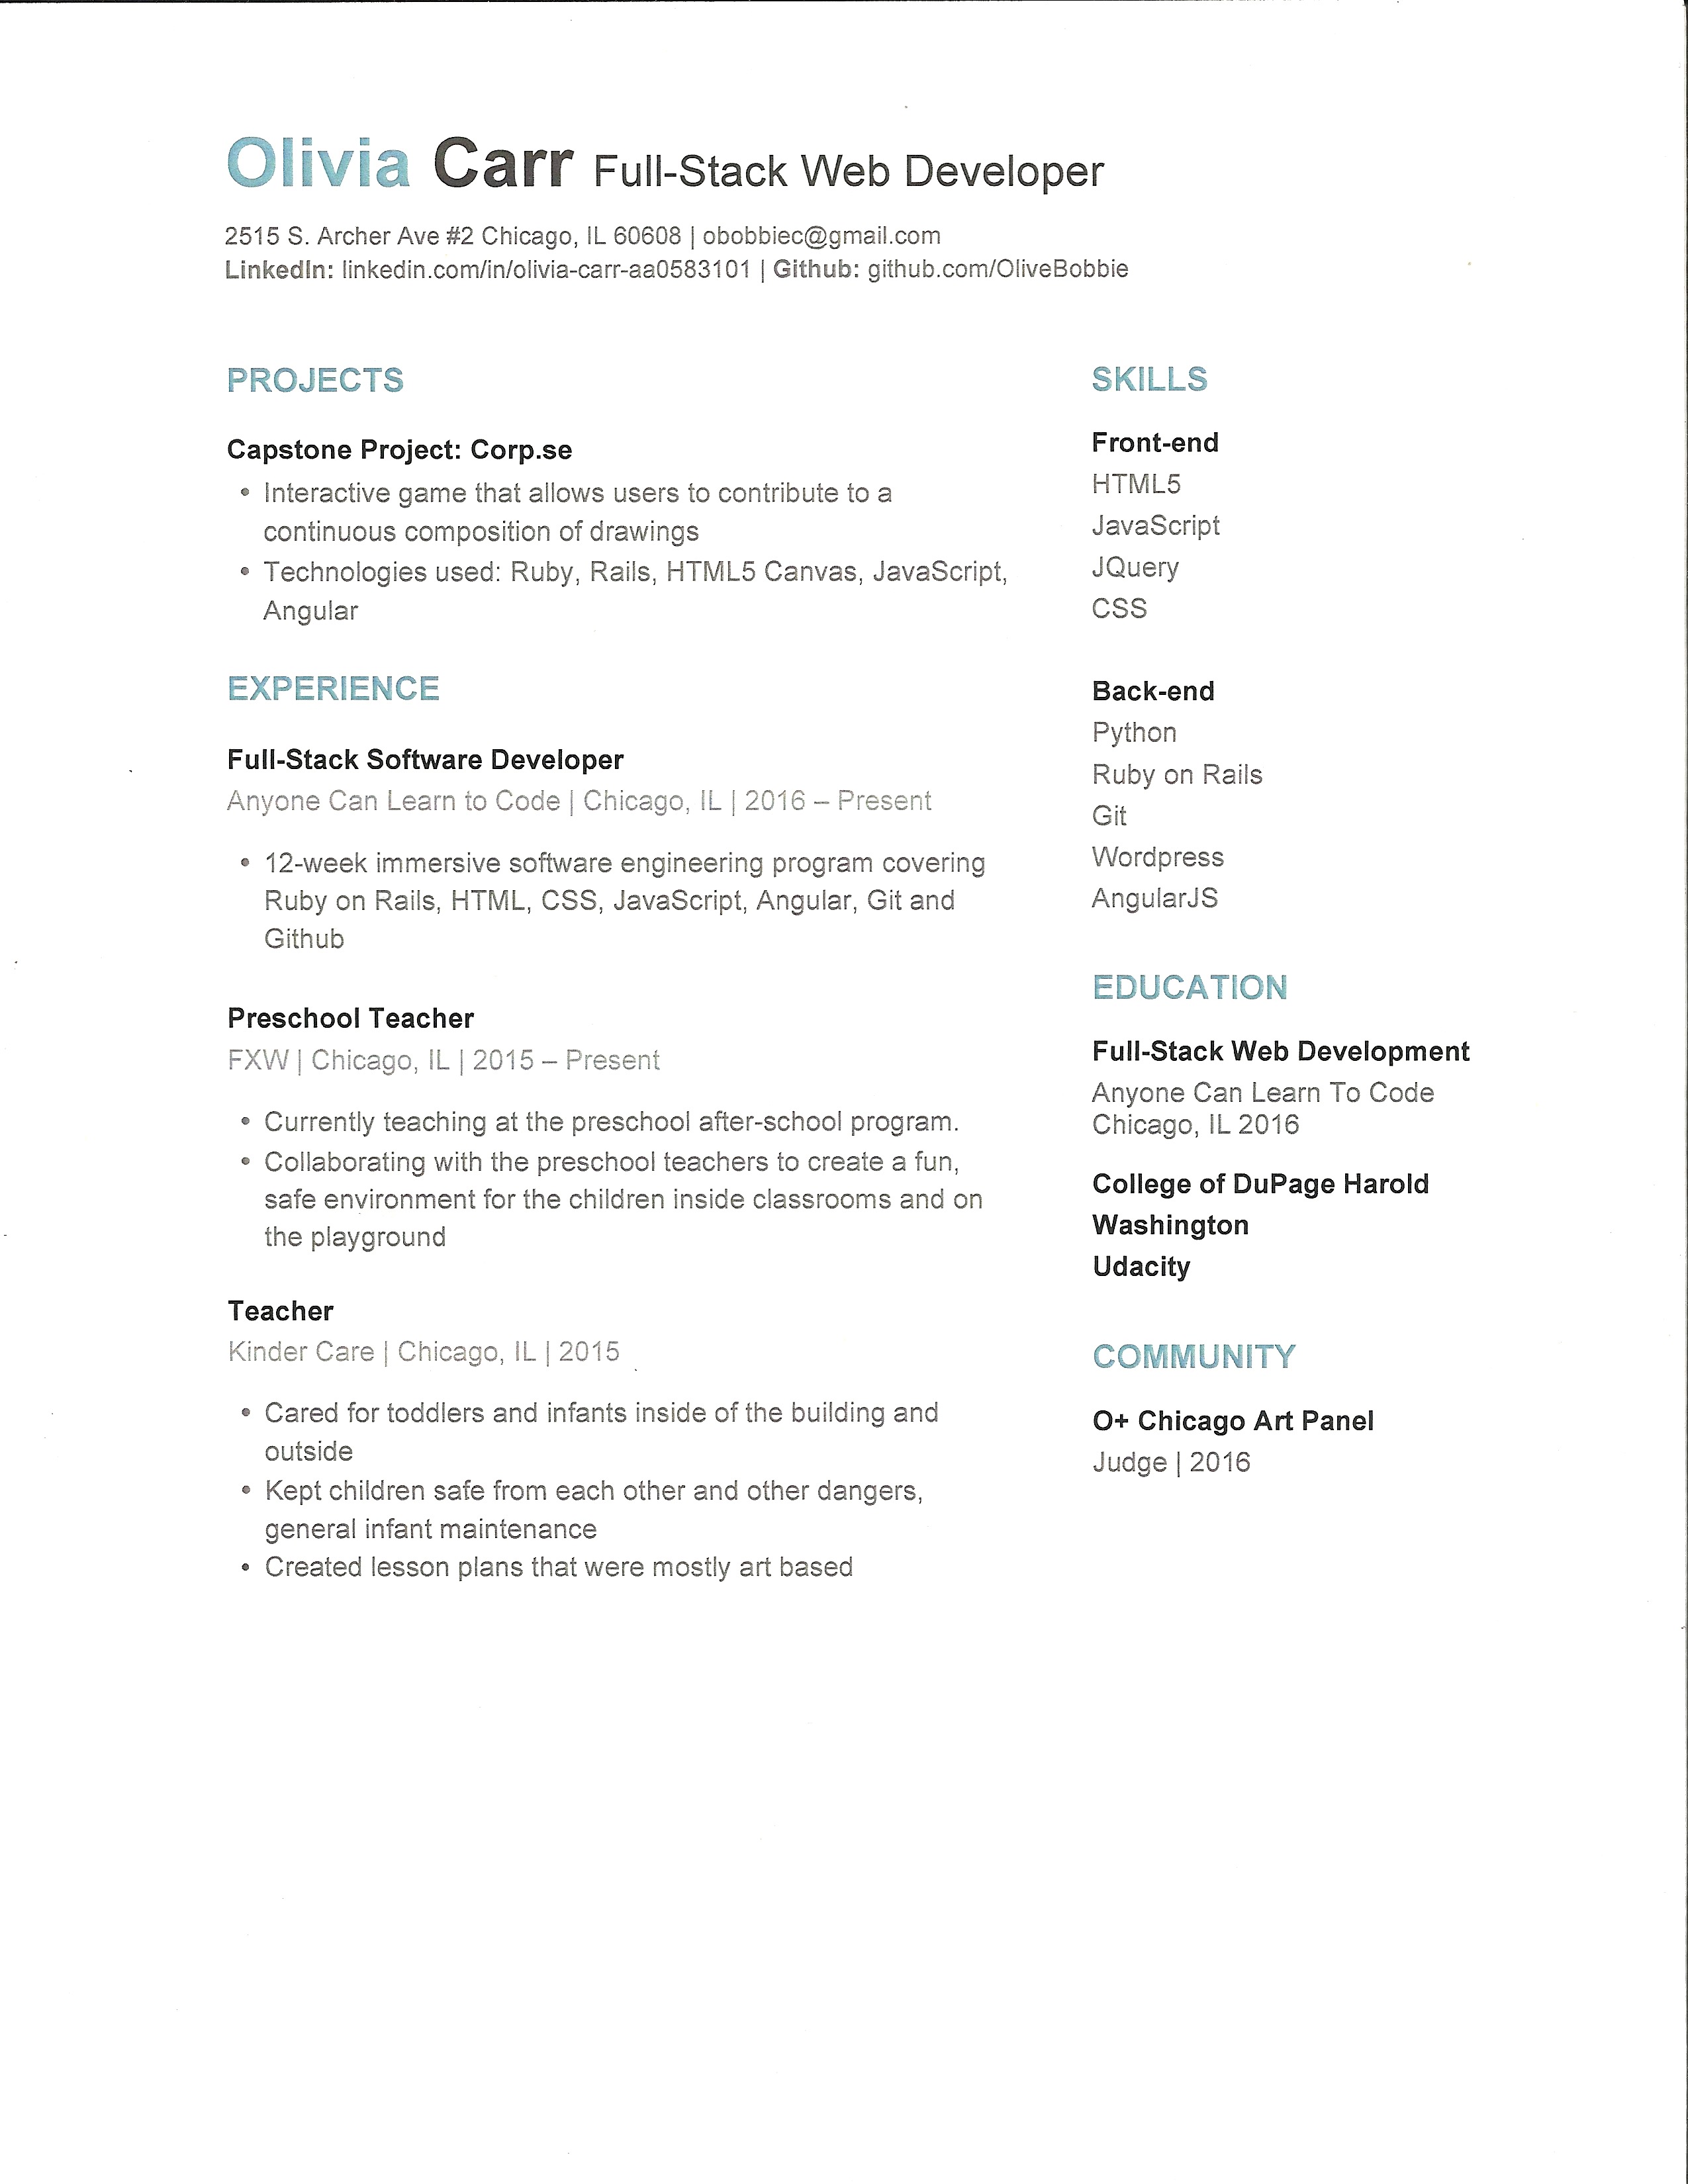 Olivia Carr Full-Stack Web Developer
2515 S. Archer Ave #2 Chicago, IL 60608 | obobbiec@gmail.com
LinkedIn: linkedin.com/in/olivia-carr-aa0583101 | Github: github.com/OliveBobbie
PROJECTS
Capstone Project: Corp.se
• Interactive game that allows users to contribute to a
continuous composition of drawings
• Technologies used: Ruby, Rails, HTML5 Canvas, JavaScript,
Angular
EXPERIENCE
Full-Stack Software Developer
Anyone Can Learn to Code | Chicago, IL | 2016 – Present
• 12-week immersive software engineering program covering
Ruby on Rails, HTML, CSS, JavaScript, Angular, Git and
Github
Preschool Teacher
FXW | Chicago, IL | 2015 – Present
• Currently teaching at the preschool after-school program.
• Collaborating with the preschool teachers to create a fun,
safe environment for the children inside classrooms and on
the playground
Teacher
Kinder Care | Chicago, IL | 2015
• Cared for toddlers and infants inside of the building and
outside
• Kept children safe from each other and other dangers,
general infant maintenance
• Created lesson plans that were mostly art based
SKILLS
Front-end
HTML5
JavaScript
JQuery
CSS
Back-end
Python
Ruby on Rails
Git
Wordpress
AngularJS
EDUCATION
Full-Stack Web Development
Anyone Can Learn To Code
Chicago, IL 2016
College of DuPage Harold
Washington
Udacity
COMMUNITY
O+ Chicago Art Panel
Judge | 2016